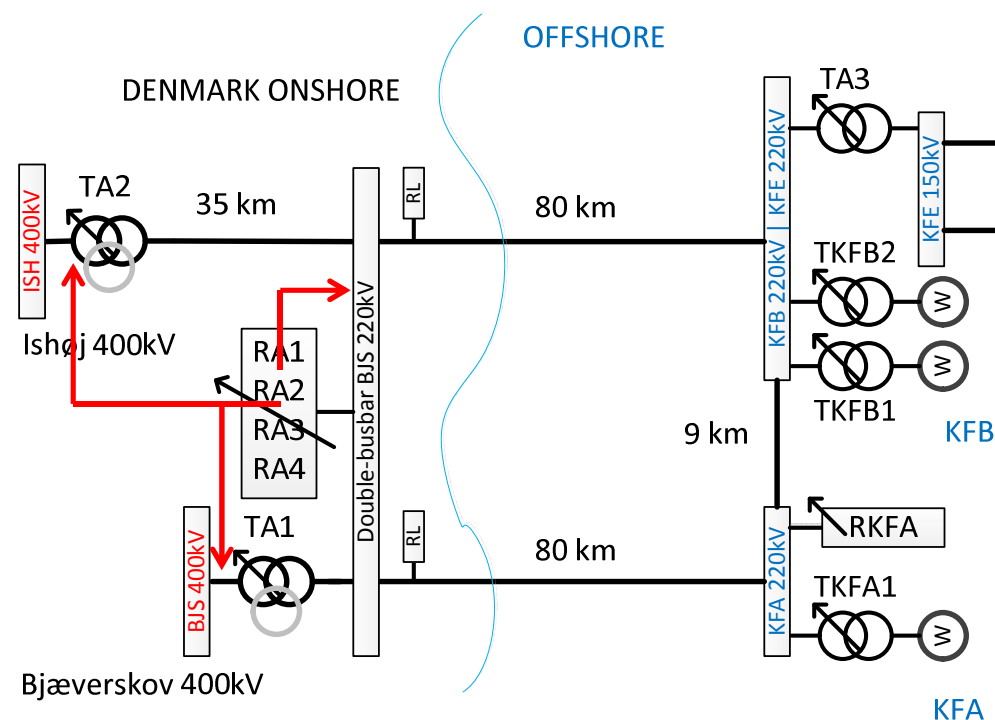 OFFSHORE
DENMARK ONSHORE
TA3
KFE 220kV
KFE 150kV
TA2
35 km
RL
80 km
ISH 400kV
TKFB2
KFB 220kV |
W
Ishøj 400kV
Double-busbar BJS 220kV
RA1
RA2
RA3
RA4
W
TKFB1
9 km
KFB
TA1
RL
80 km
BJS 400kV
KFA 220kV
RKFA
TKFA1
W
Bjæverskov 400kV
KFA